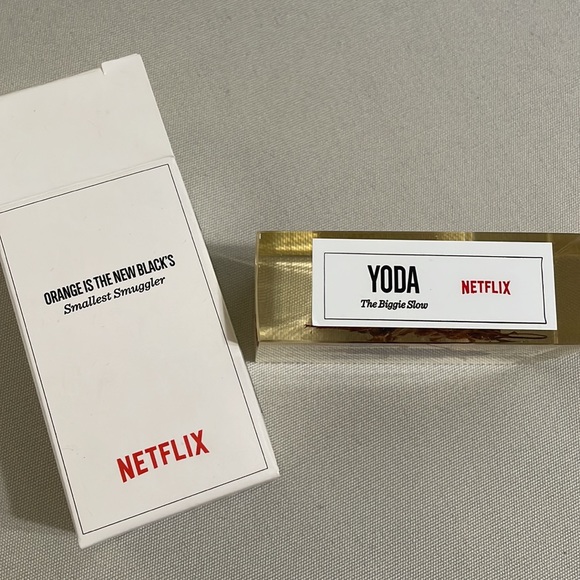 ORANGE IS THE NEW BLACK'S
Smallest Smuggler
NETFLIX
YODA
The Biggie Slow
NETFLIX